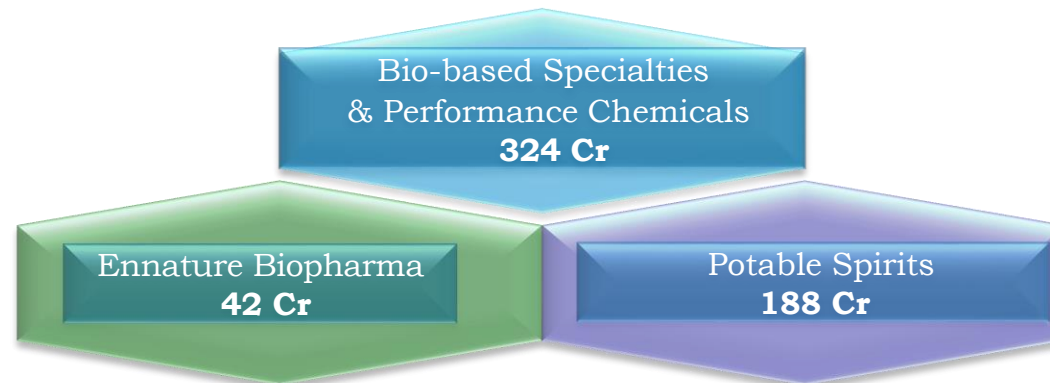 Bio-based Specialties
& Performance Chemicals
324 Cr
Ennature Biopharma
42 Cr
Potable Spirits
188 Cr